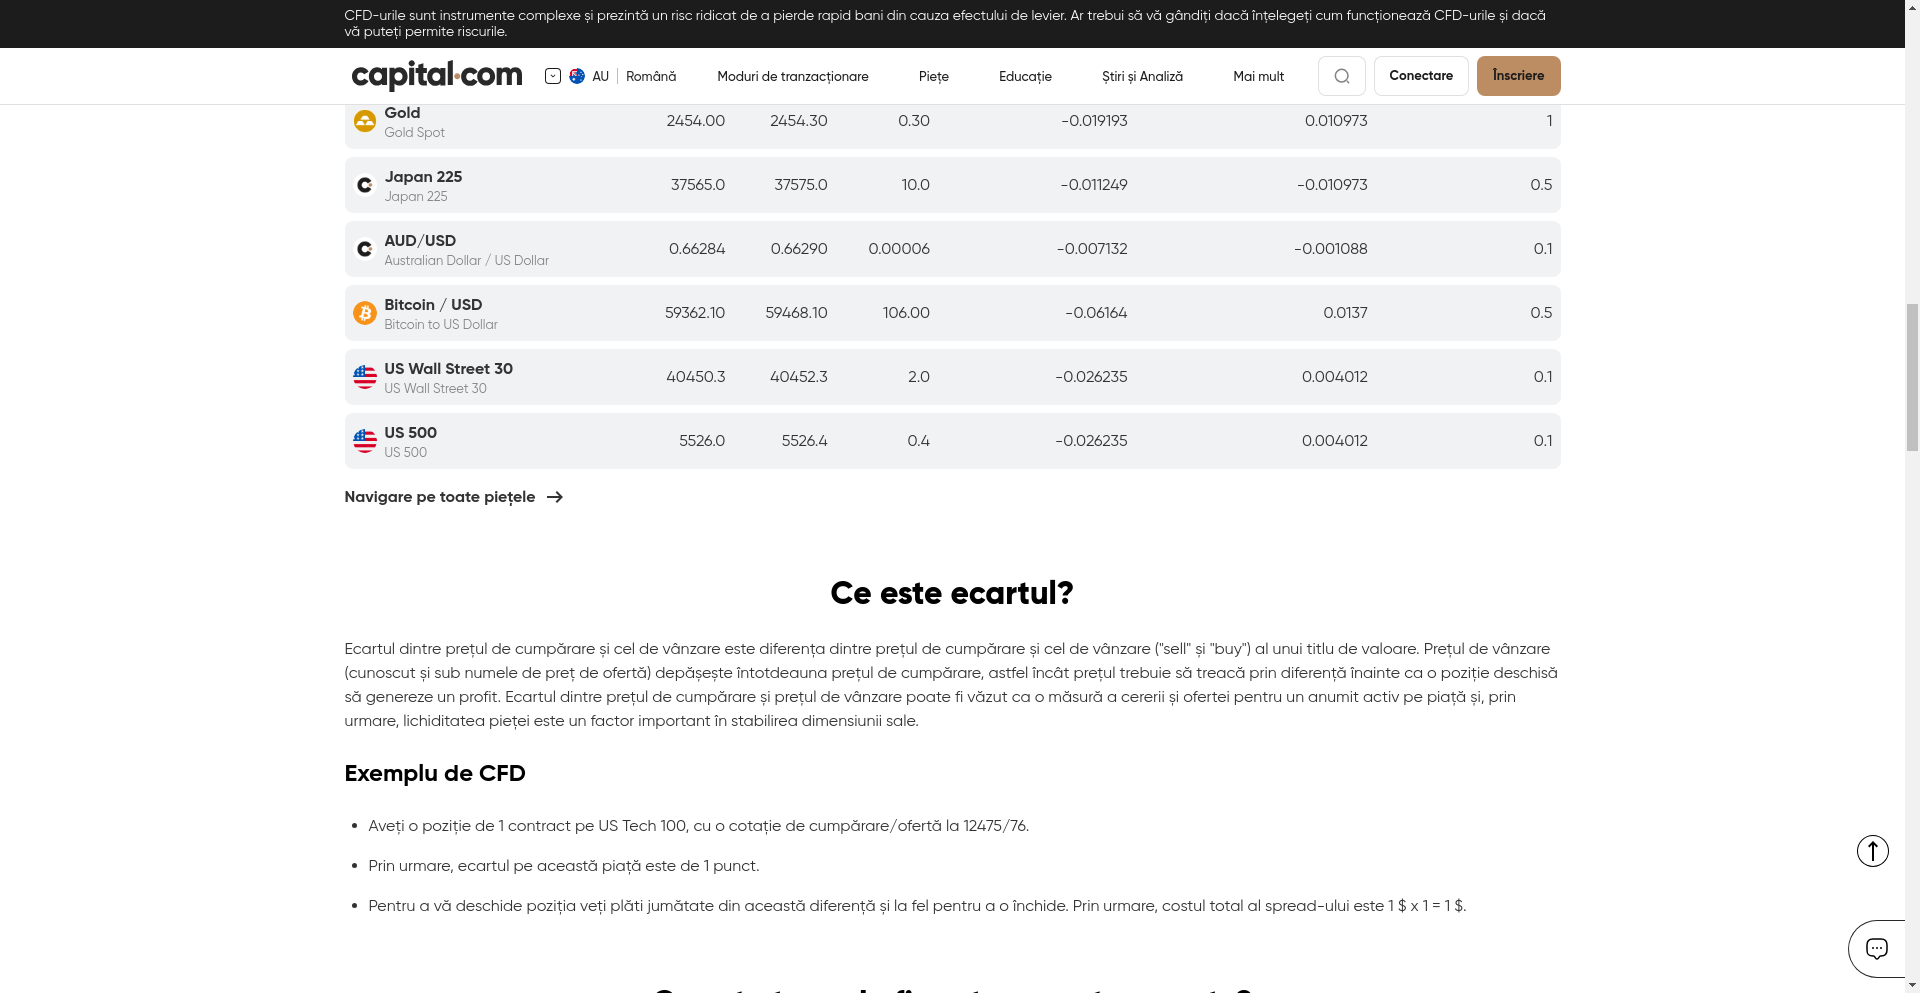 CFD-urile sunt instrumente complexe și prezintă un risc ridicat de a pierde rapid bani din cauza efectului de levier. Ar trebui să vă gândiți dacă înțelegeți cum funcționează CFD-urile și dacă
vă puteți permite riscurile.
capital.com AU Română Moduri de tranzacționare Piețe Educație Știri și Analiză Mai mult Conectare Înscriere
Gold
Gold Spot
2454.00 2454.30 0.30 -0.019193 0.010973 1
Japan 225
Japan 225
37565.0 37575.0 10.0 -0.011249 -0.010973 0.5
AUD/USD
Australian Dollar / US Dollar
0.66284 0.66290 0.00006 -0.007132 -0.001088 0.1
Bitcoin / USD
Bitcoin to US Dollar
59362.10 59468.10 106.00 -0.06164 0.0137 0.5
US Wall Street 30
US Wall Street 30
40450.3 40452.3 2.0 -0.026235 0.004012 0.1
US 500
US 500
5526.0 5526.4 0.4 -0.026235 0.004012 0.1
Navigare pe toate piețele
Ce este ecartul?
Ecartul dintre prețul de cumpărare și cel de vânzare este diferența dintre prețul de cumpărare și cel de vânzare ("sell" și "buy") al unui titlu de valoare. Prețul de vânzare
(cunoscut și sub numele de preț de ofertă) depășește întotdeauna prețul de cumpărare, astfel încât prețul trebuie să treacă prin diferență înainte ca o poziție deschisă
să genereze un profit. Ecartul dintre prețul de cumpărare și prețul de vânzare poate fi văzut ca o măsură a cererii și ofertei pentru un anumit activ pe piață și, prin
urmare, lichiditatea pieței este un factor important în stabilirea dimensiunii sale.
Exemplu de CFD
Aveți o poziție de 1 contract pe US Tech 100, cu o cotație de cumpărare/ofertă la 12475/76.
Prin urmare, ecartul pe această piață este de 1 punct.
Pentru a vă deschide poziția veți plăti jumătate din această diferență și la fel pentru a o închide. Prin urmare, costul total al spread-ului este 1 $ x 1 = 1 $.